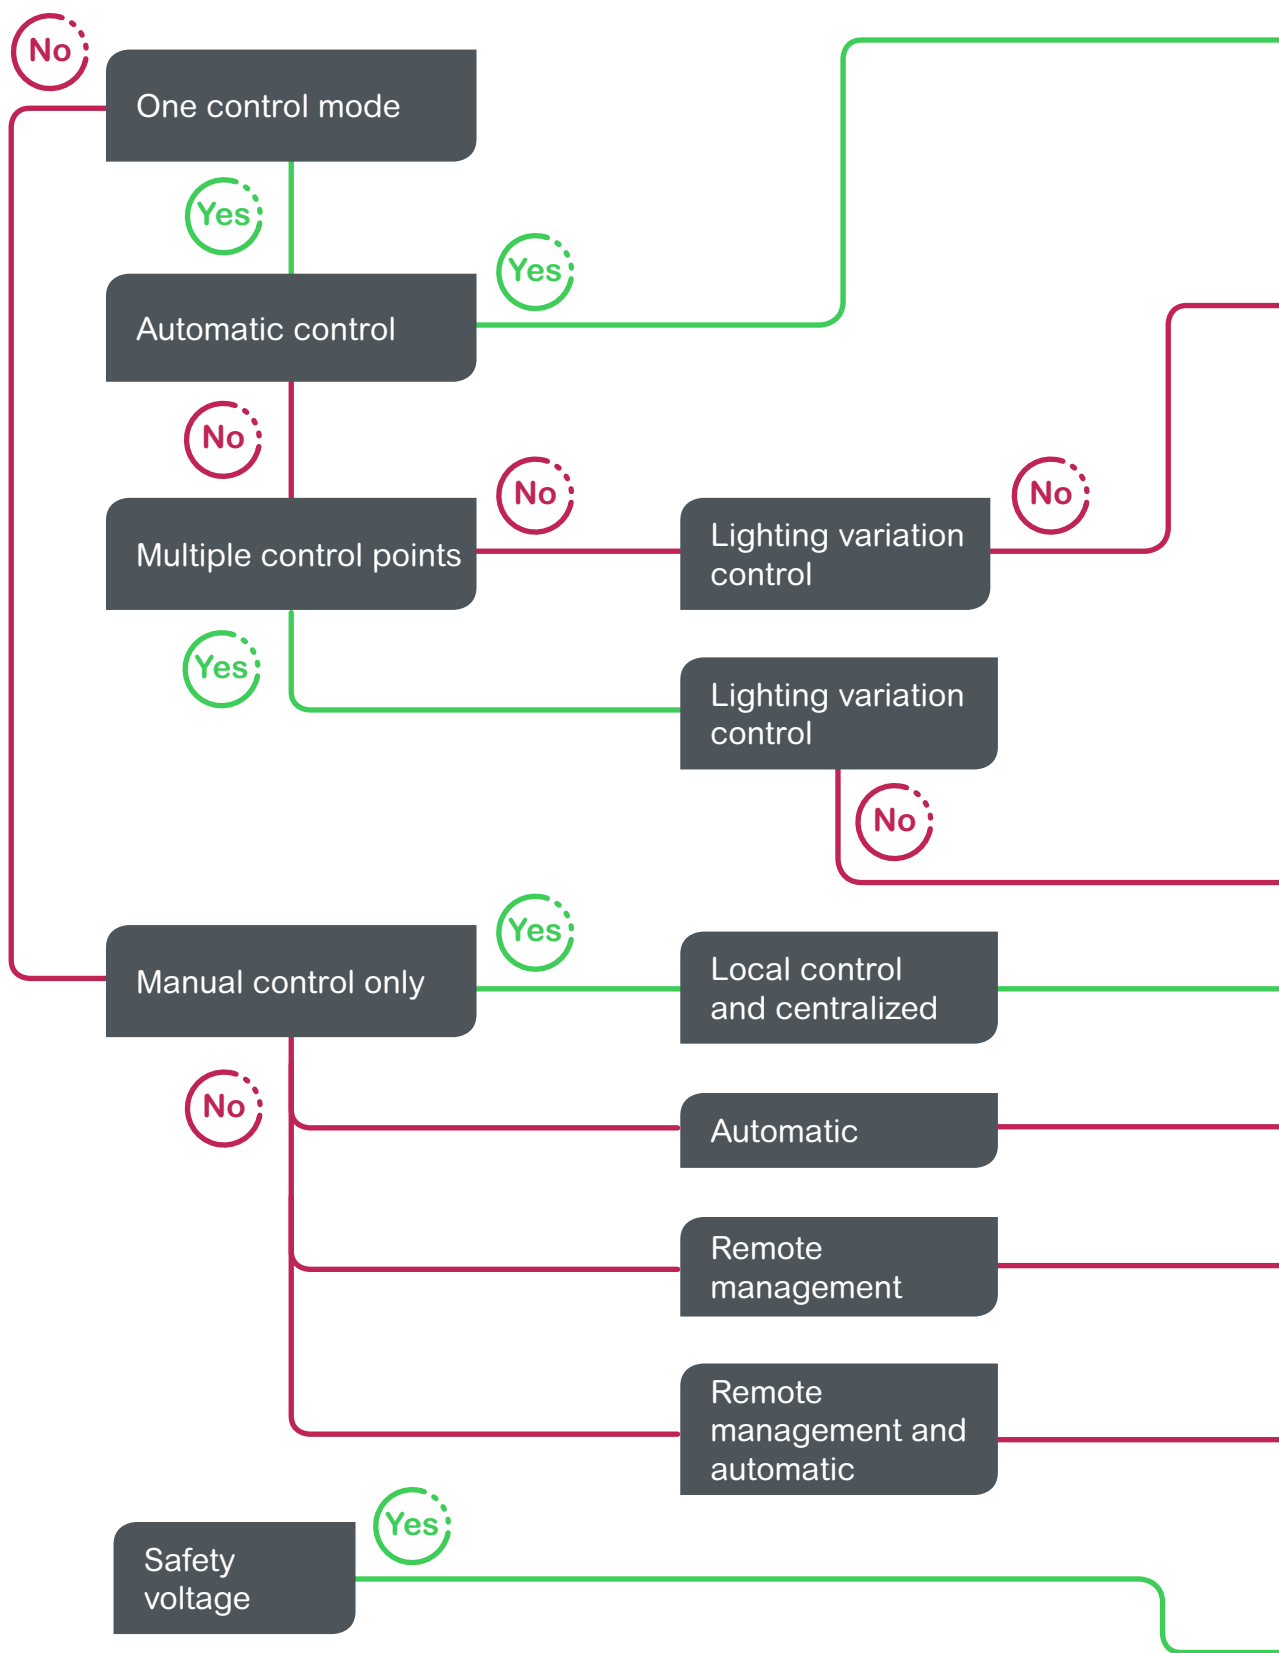 No
One control mode
Yes
Automatic control
Yes
No
Multiple control points
No
Lighting variation
control
No
Yes
Lighting variation
control
No
Manual control only
Yes
Local control
and centralized
No
Automatic
Remote
management
Remote
management and
automatic
Safety
voltage
Yes